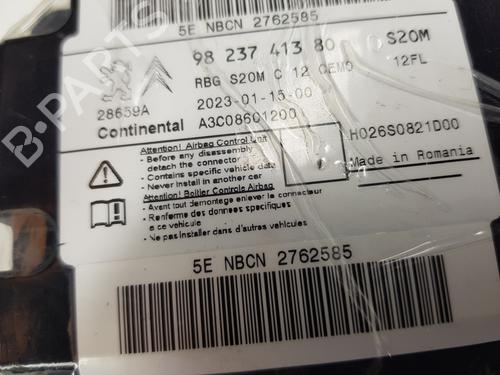 5E NBCN 2762585
98 237 413 80 S20M
RBG S20M C 12 CEMO 12FL
28659A 2023-01-15-00
Continental A3C08601200
H026S0821D00
Attention! Airbag Control Unit
- Before any disassembly
detach the connector
- Contains specific vehicle data
- Never Install in another car
Made in Romania
Attention! Boitier Controle Airbag
- Avant tout demontage enlever la connecteur
- Renferme des donnees specifiques
a ce vehicule
- Ne pas installer dans d'autres vehicules
5E NBCN 2762585